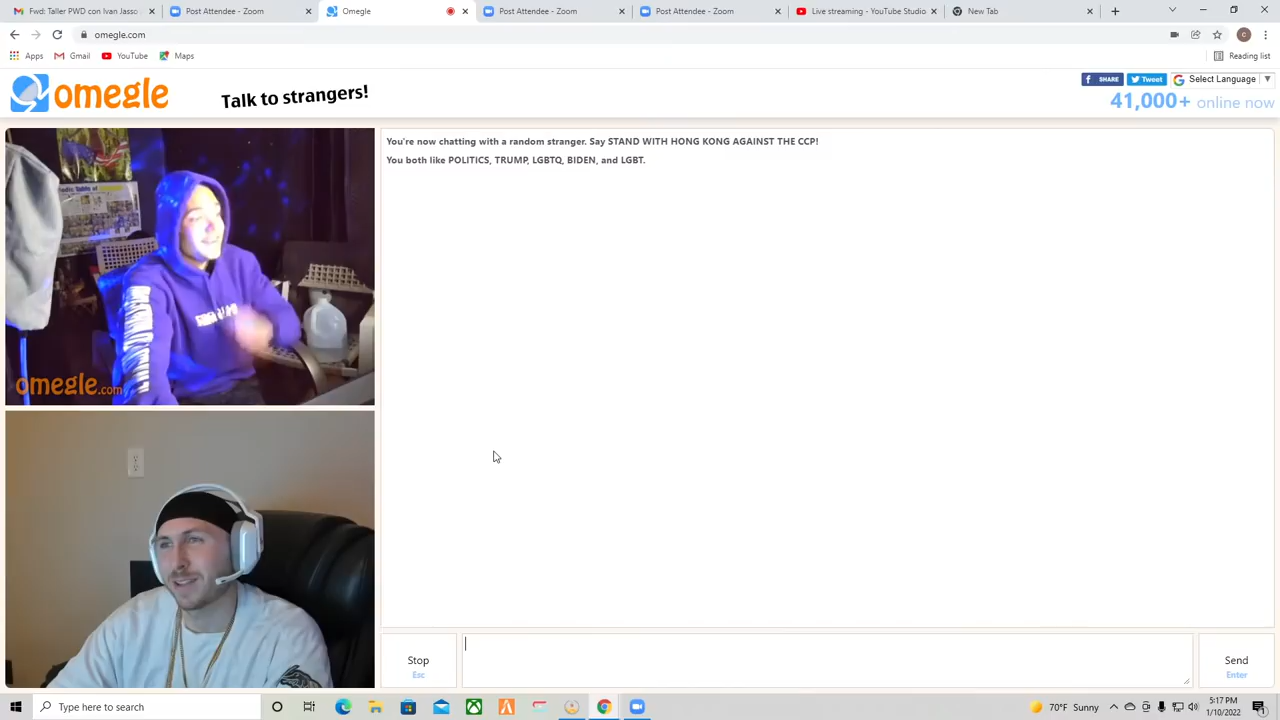 Fwd: Taller PWD con Ivan Jasso
Post Attendee - Zoom
Omegle
Post Attendee - Zoom
Post Attendee - Zoom
Live streaming - YouTube Studio
New Tab
omegle.com
Apps
Gmail
YouTube
Maps
Reading list
omegle
Talk to strangers!
SHARE
Tweet
Select Language
41,000+ online now
You're now chatting with a random stranger. Say STAND WITH HONG KONG AGAINST THE CCP!
You both like POLITICS, TRUMP, LGBTQ, BIDEN, and LGBT.
omegle.com
Stop
Esc
Send
Enter
Type here to search
70°F Sunny
5:17 PM
1/10/2022